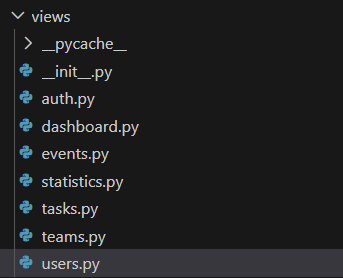 views
__pycache__
__init__.py
auth.py
dashboard.py
events.py
statistics.py
tasks.py
teams.py
users.py